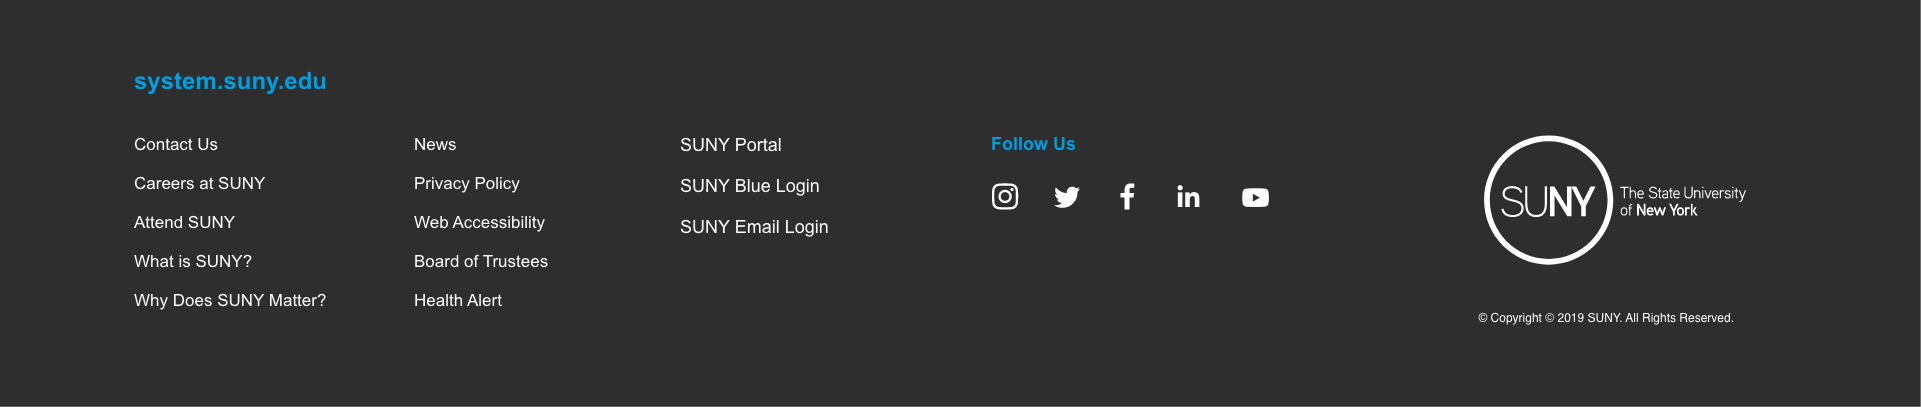 system.suny.edu
Contact Us
Careers at SUNY
Attend SUNY
What is SUNY?
Why Does SUNY Matter?
News
Privacy Policy
Web Accessibility
Board of Trustees
Health Alert
SUNY Portal
SUNY Blue Login
SUNY Email Login
Follow Us
SUNY
The State University
of New York
© Copyright © 2019 SUNY. All Rights Reserved.